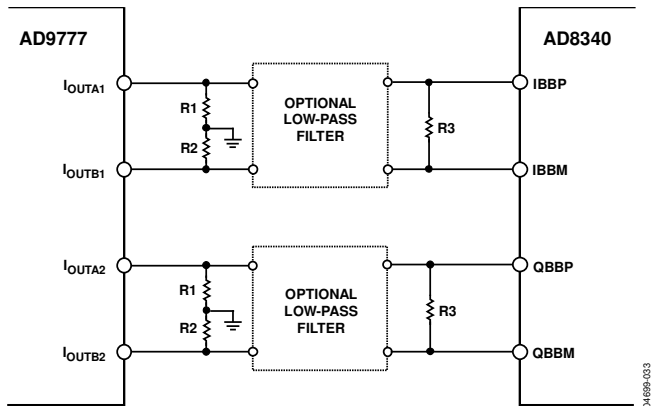 AD9777
AD8340
IOUTA1
R1
R2
IOUTB1
OPTIONAL
LOW-PASS
FILTER
R3
IBBP
IBBM
IOUTA2
R1
R2
IOUTB2
OPTIONAL
LOW-PASS
FILTER
R3
QBBP
QBBM
04699-033